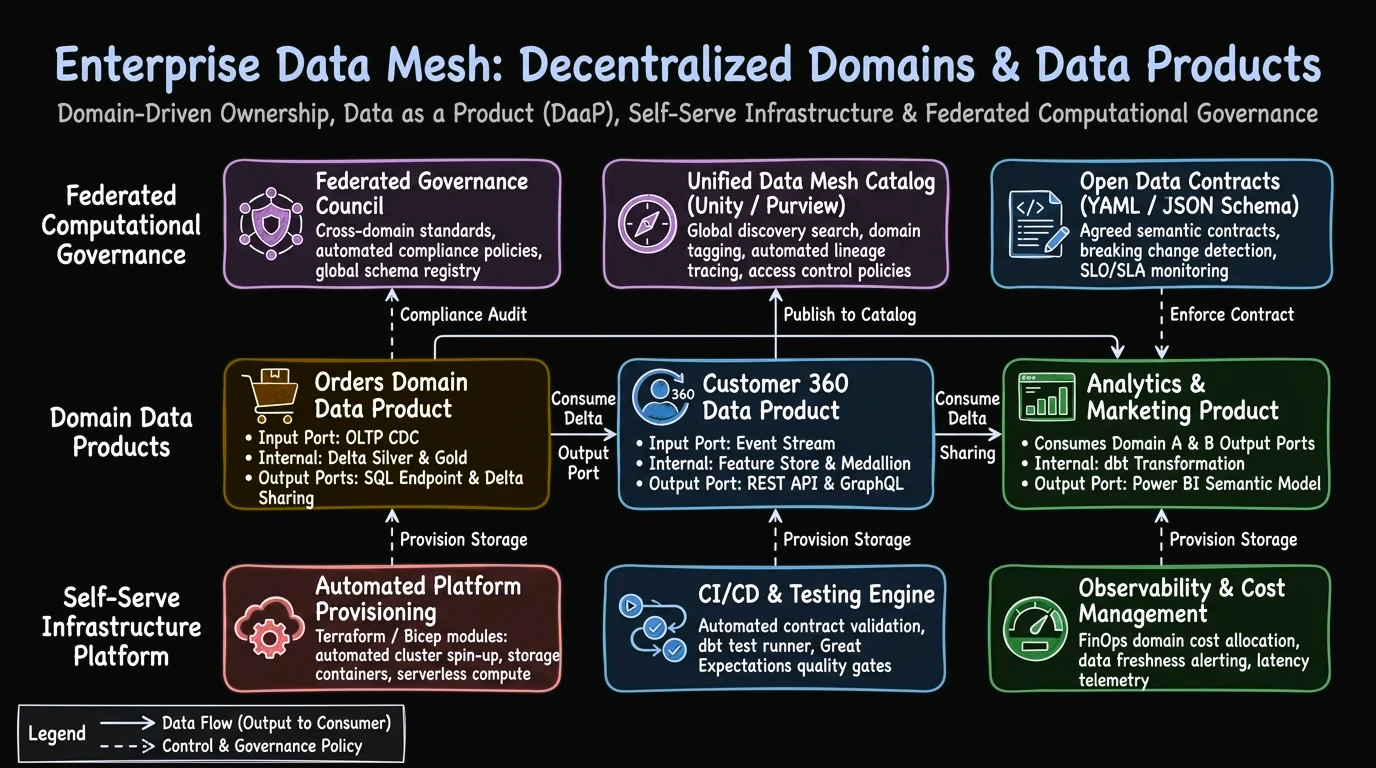 Enterprise Data Mesh: Decentralized Domains & Data Products
Domain-Driven Ownership, Data as a Product (DaaP), Self-Serve Infrastructure & Federated Computational Governance
Federated
Computational
Governance
Federated Governance
Council
Cross-domain standards,
automated compliance policies,
global schema registry
Unified Data Mesh Catalog
(Unity / Purview)
Global discovery search, domain
tagging, automated lineage
tracing, access control policies
</>
Open Data Contracts
(YAML / JSON Schema)
Agreed semantic contracts,
breaking change detection,
SLO/SLA monitoring
Compliance Audit
Publish to Catalog
Enforce Contract
Domain Data
Products
Orders Domain
Data Product
• Input Port: OLTP CDC
• Internal: Delta Silver & Gold
• Output Ports: SQL Endpoint & Delta
Sharing
Consume
Delta
Output
Port
360
Customer 360
Data Product
• Input Port: Event Stream
• Internal: Feature Store & Medallion
• Output Port: REST API & GraphQL
Consume
Delta
Sharing
Analytics &
Marketing Product
• Consumes Domain A & B Output Ports
• Internal: dbt Transformation
• Output Port: Power BI Semantic Model
Provision Storage
Provision Storage
Provision Storage
Self-Serve
Infrastructure
Platform
Automated Platform
Provisioning
Terraform / Bicep modules:
automated cluster spin-up, storage
containers, serverless compute
CI/CD & Testing Engine
Automated contract validation,
dbt test runner, Great
Expectations quality gates
Observability & Cost
Management
FinOps domain cost allocation,
data freshness alerting, latency
telemetry
Legend
Data Flow (Output to Consumer)
Control & Governance Policy